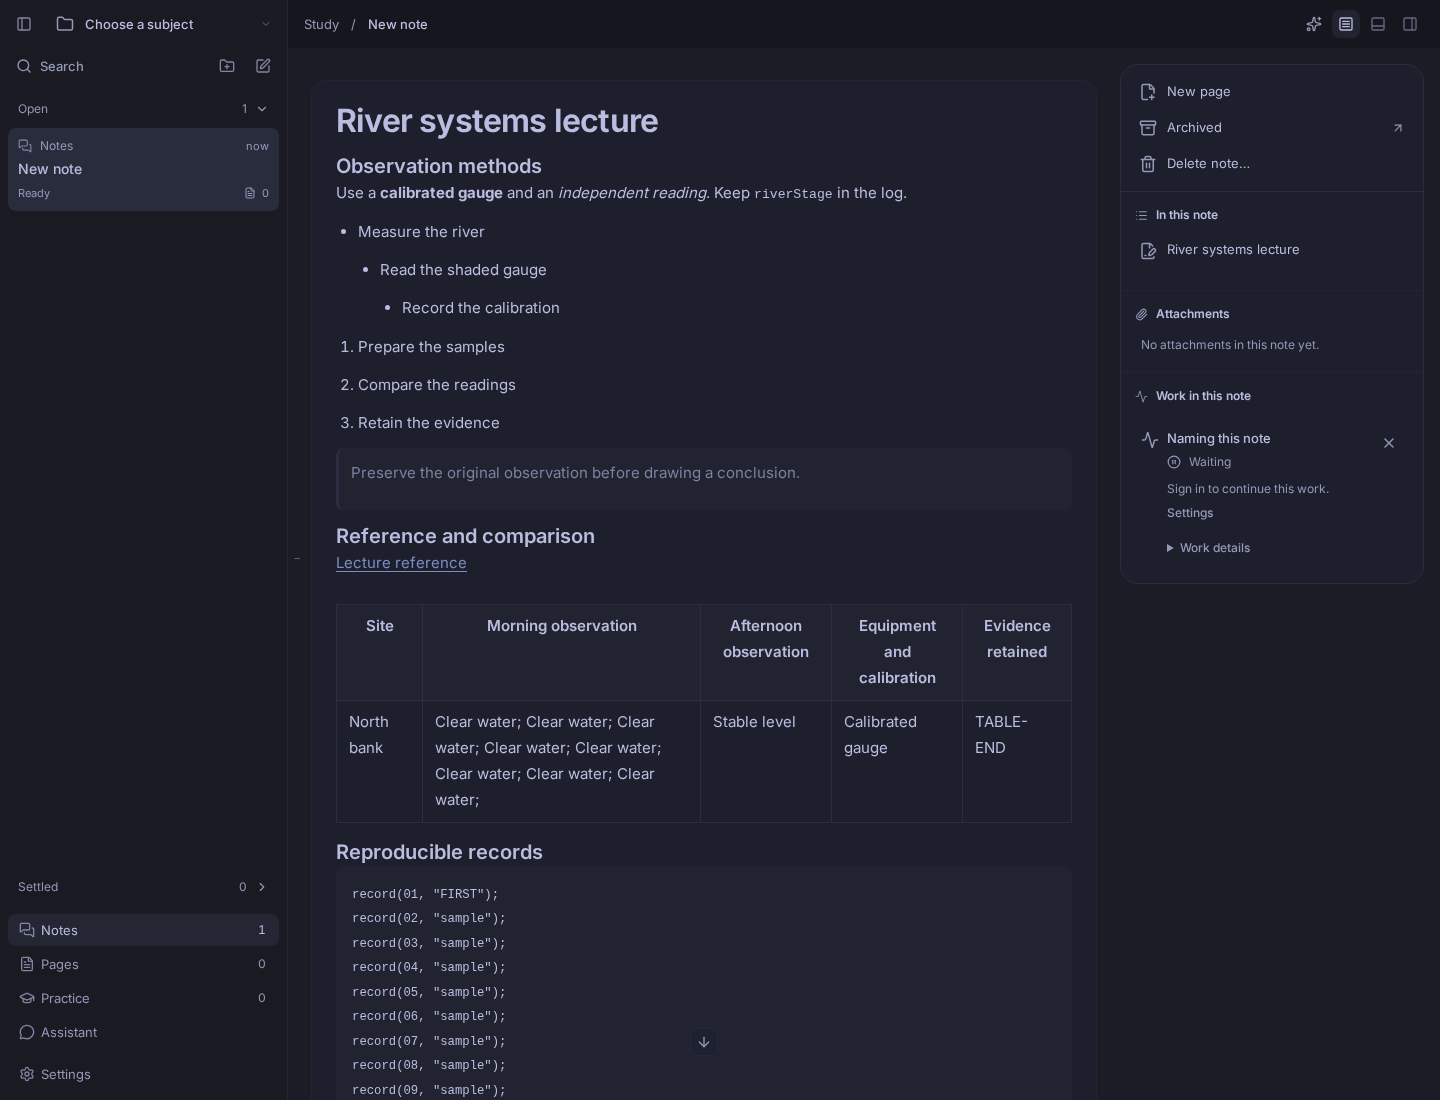 Choose a subject
Search
Open 1
Notes now
New note
Ready 0
Settled 0
Notes 1
Pages 0
Practice 0
Assistant
Settings
Study / New note
River systems lecture
Observation methods
Use a calibrated gauge and an independent reading. Keep riverStage in the log.
• Measure the river
• Read the shaded gauge
• Record the calibration
1. Prepare the samples
2. Compare the readings
3. Retain the evidence
Preserve the original observation before drawing a conclusion.
Reference and comparison
Lecture reference
Site Morning observation Afternoon observation Equipment and calibration Evidence retained
North bank
Clear water; Clear water; Clear
water; Clear water; Clear water;
Clear water; Clear water; Clear
water;
Stable level
Calibrated gauge
TABLE-
END
Reproducible records
record(01, "FIRST");
record(02, "sample");
record(03, "sample");
record(04, "sample");
record(05, "sample");
record(06, "sample");
record(07, "sample");
record(08, "sample");
record(09, "sample");
New page
Archived
Delete note...
In this note
River systems lecture
Attachments
No attachments in this note yet.
Work in this note
Naming this note
Waiting
Sign in to continue this work.
Settings
Work details